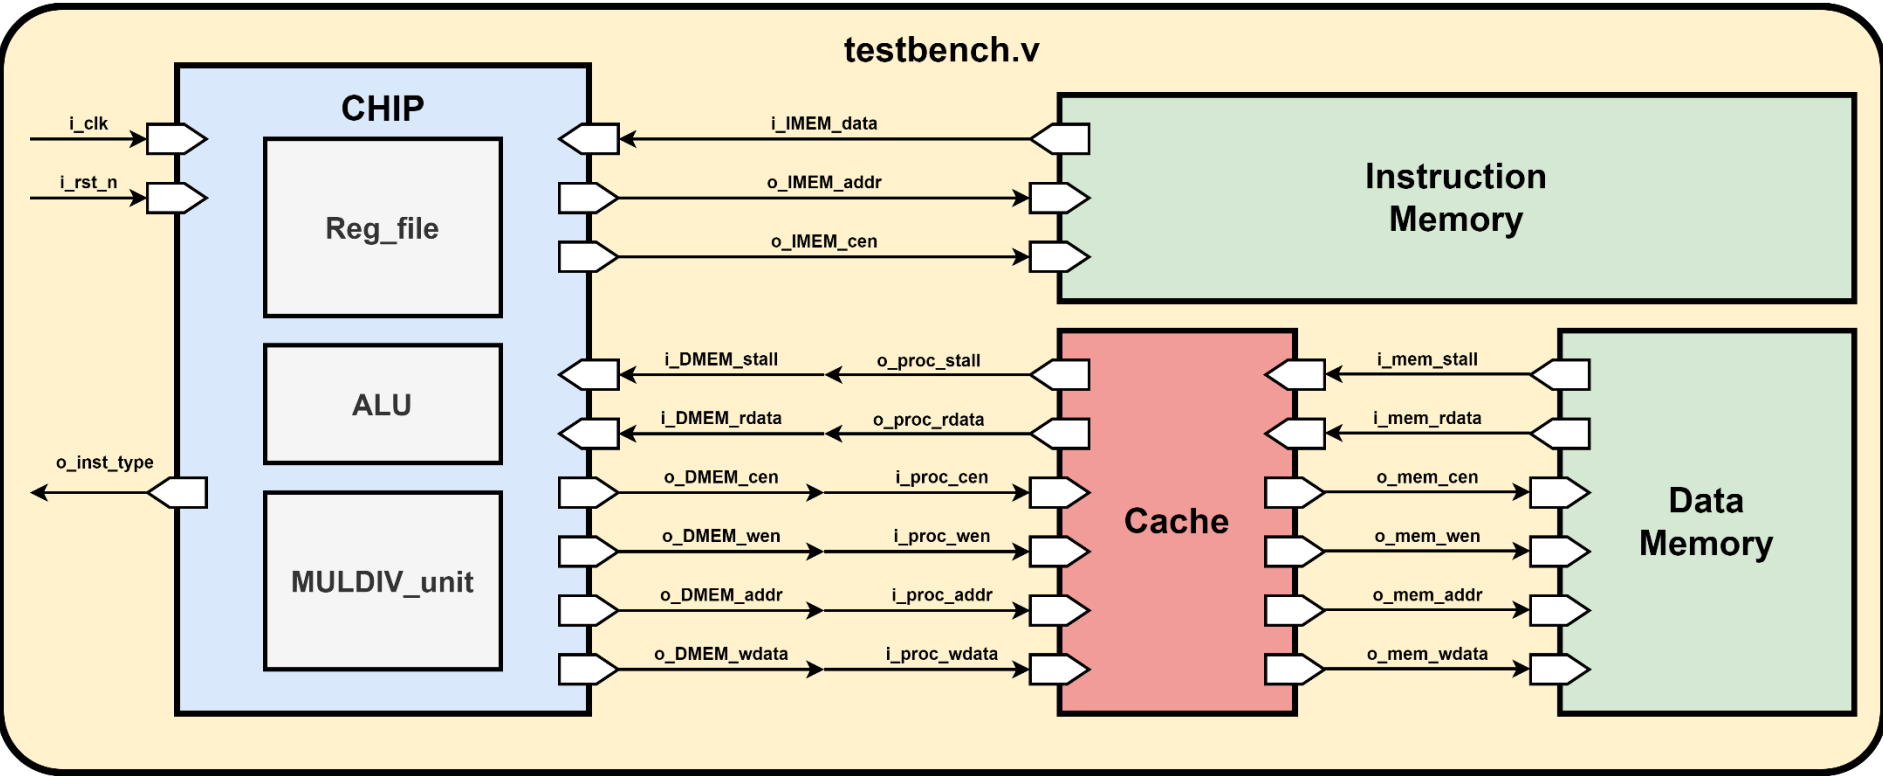 testbench.v
CHIP
i_clk
i_rst_n
o_inst_type
Reg_file
ALU
MULDIV_unit
i_IMEM_data
o_IMEM_addr
o_IMEM_cen
Instruction
Memory
i_DMEM_stall
o_proc_stall
i_DMEM_rdata
o_proc_rdata
o_DMEM_cen
i_proc_cen
o_DMEM_wen
i_proc_wen
o_DMEM_addr
i_proc_addr
o_DMEM_wdata
i_proc_wdata
Cache
i_mem_stall
i_mem_rdata
o_mem_cen
o_mem_wen
o_mem_addr
o_mem_wdata
Data
Memory